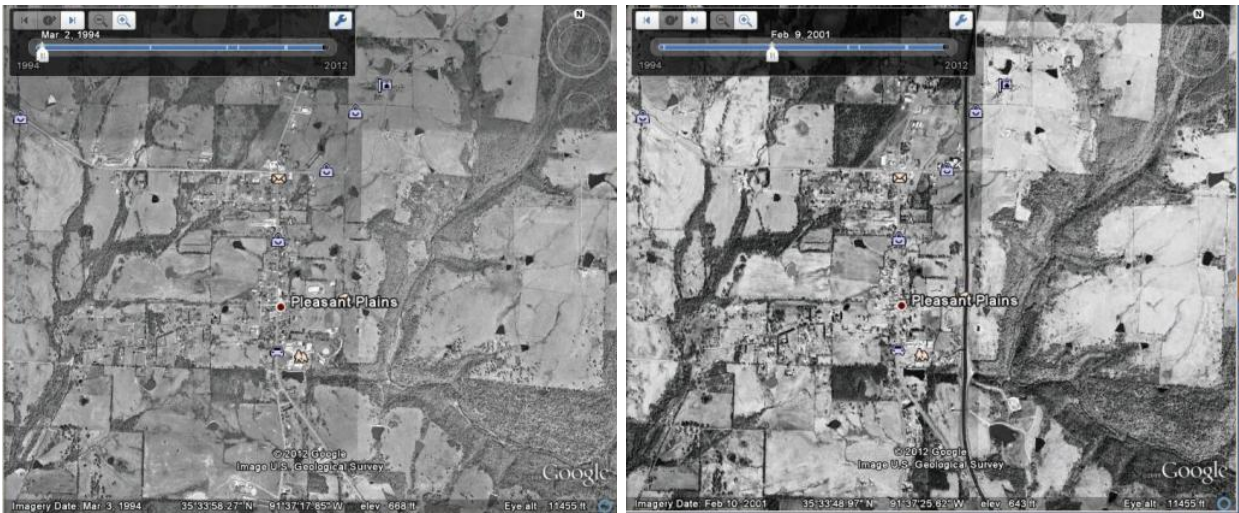 Mar. 2, 1994
1994
2012
N
Pleasant Plains
© 2012 Google
Image U.S. Geological Survey
Google
Imagery Date: Mar. 3, 1994 35°33'58.27" N 91°37'17.85" W elev 668 ft Eye alt 11455 ft
Feb. 9, 2001
1994
2012
N
Pleasant Plains
© 2012 Google
Image U.S. Geological Survey
Google
Imagery Date: Feb 10, 2001 35°33'48.97" N 91°37'25.62" W elev 643 ft Eye alt 11455 ft